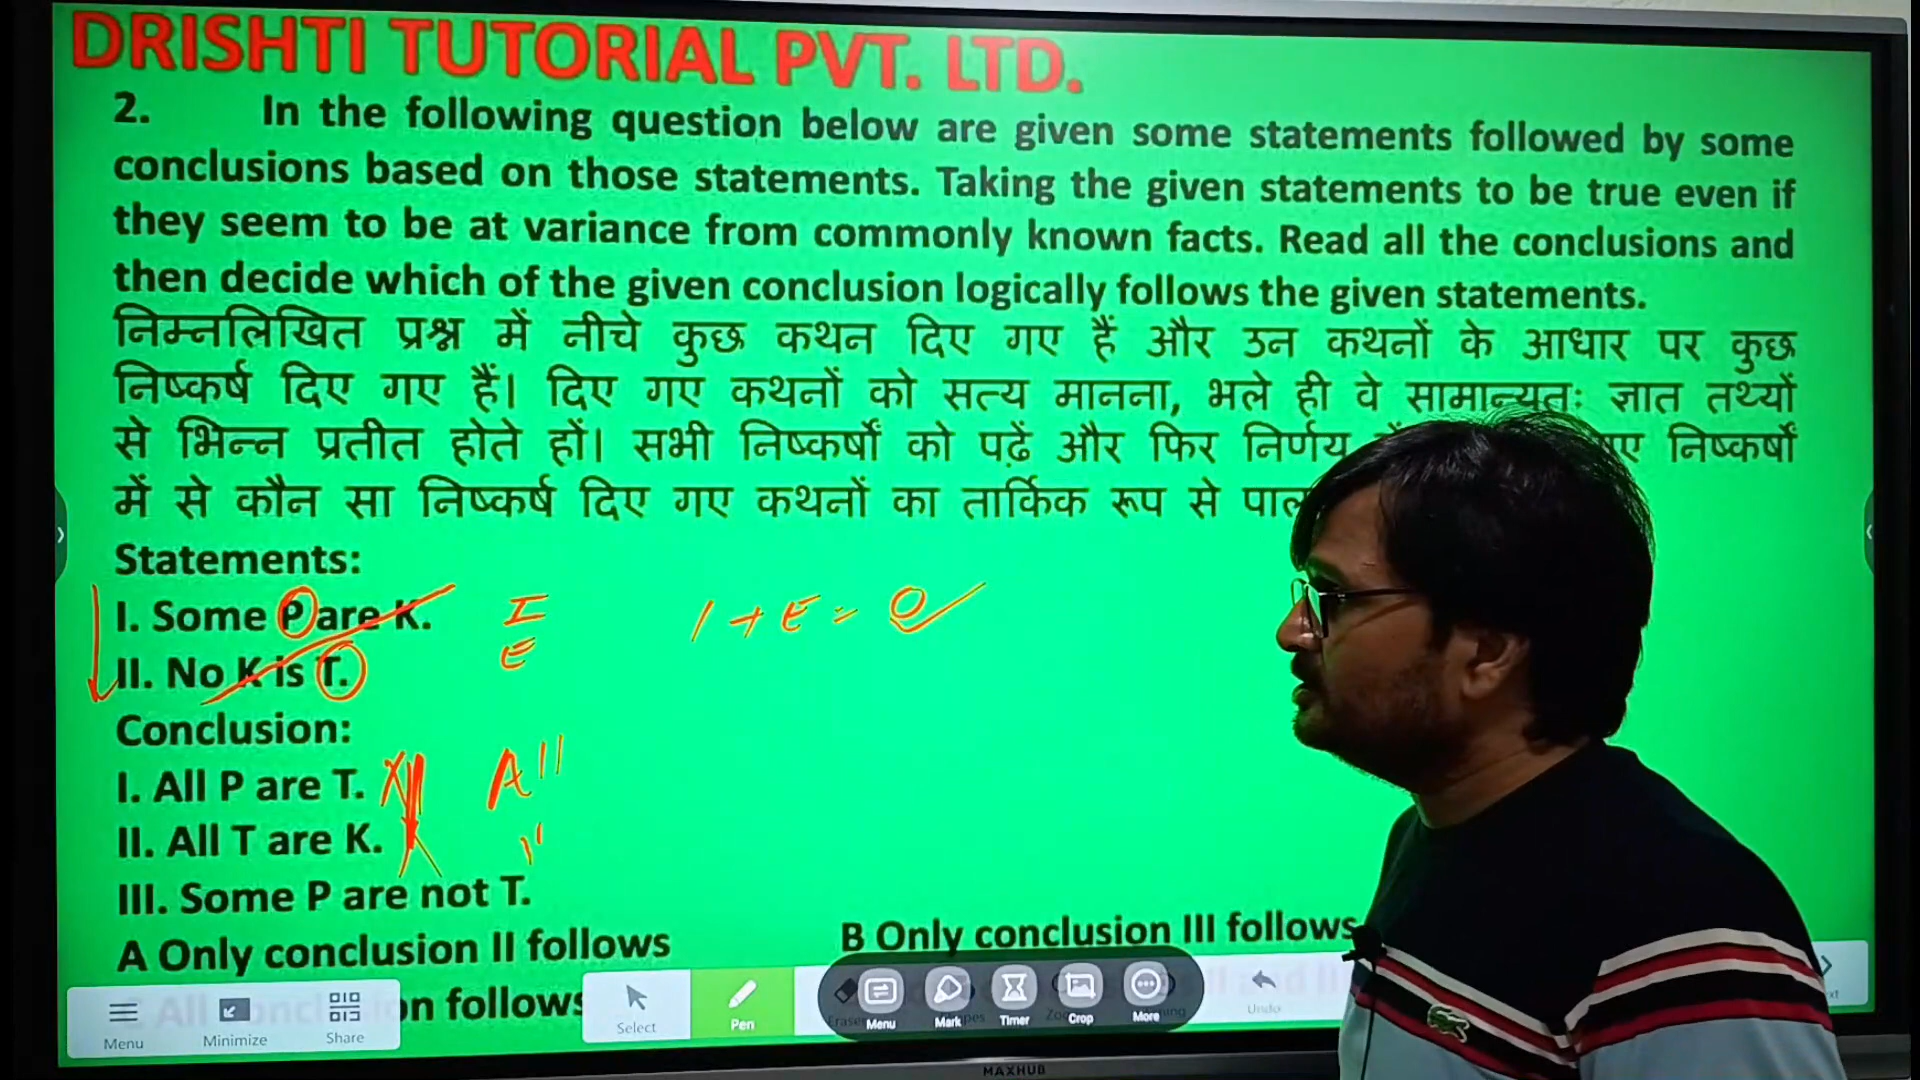 DRISHTI TUTORIAL PVT. LTD.
2. In the following question below are given some statements followed by some
conclusions based on those statements. Taking the given statements to be true even if
they seem to be at variance from commonly known facts. Read all the conclusions and
then decide which of the given conclusion logically follows the given statements.
निम्नलिखित प्रश्न में नीचे कुछ कथन दिए गए हैं और उन कथनों के आधार पर कुछ
निष्कर्ष दिए गए हैं। दिए गए कथनों को सत्य मानना, भले ही वे सामान्यतः ज्ञात तथ्यों
से भिन्न प्रतीत होते हों। सभी निष्कर्षों को पढ़ें और फिर निर्णय निष्कर्षों
में से कौन सा निष्कर्ष दिए गए कथनों का तार्किक रूप से
Statements:
I. Some P are K. I 1 + E = O
II. No K is T. E
Conclusion:
I. All P are T. All
II. All T are K. "
III. Some P are not T.
A Only conclusion II follows B Only conclusion III follows
follows
Menu Minimize Share Select Pen Menu Mark Timer Crop More Undo
MAXHUB